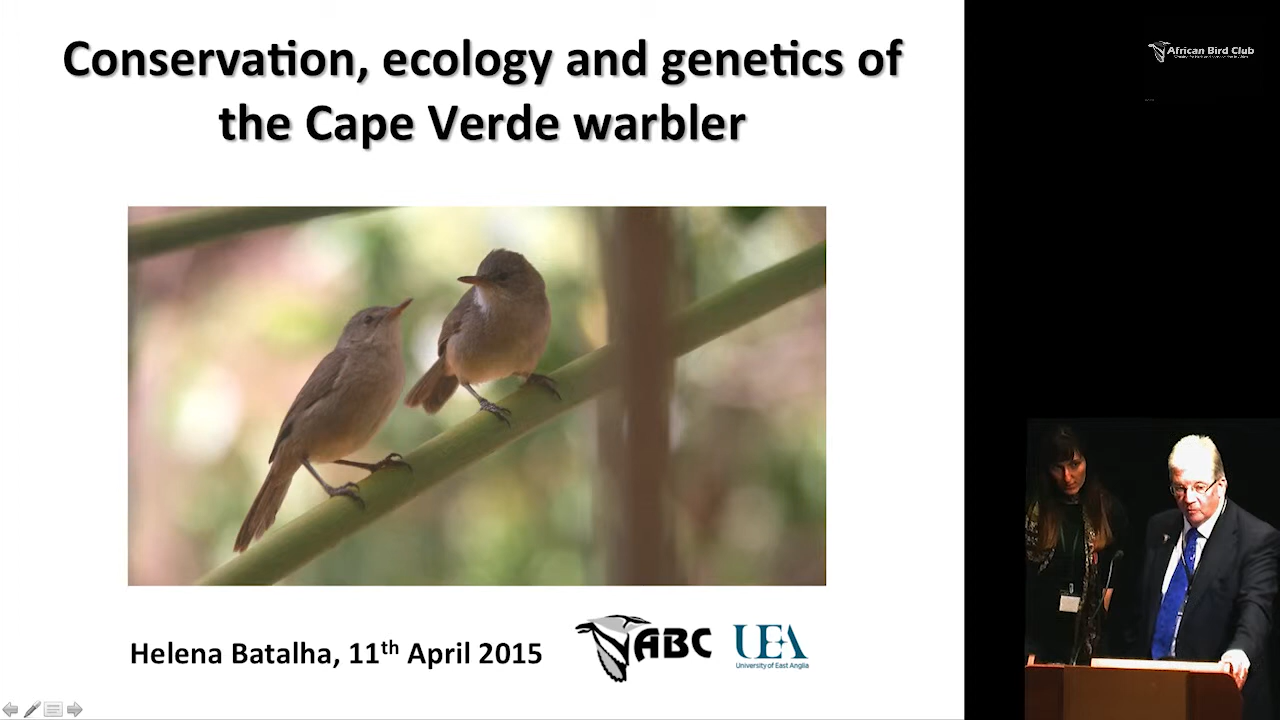 Conservation, ecology and genetics of
the Cape Verde warbler
African Bird Club
Helena Batalha, 11th April 2015
ABC
UEA
University of East Anglia